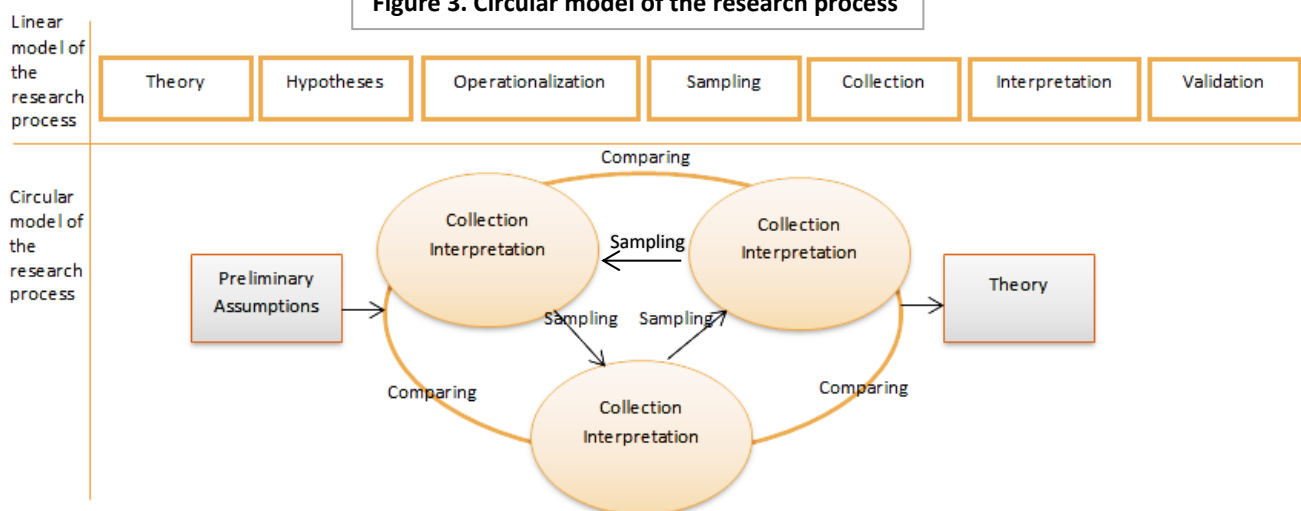 Figure 3. Circular model of the research process
Linear
model of
the
research
process
Theory
Hypotheses
Operationalization
Sampling
Collection
Interpretation
Validation
Circular
model of
the
research
process
Comparing
Collection
Interpretation
Sampling
Collection
Interpretation
Preliminary
Assumptions
Theory
Sampling
Sampling
Comparing
Comparing
Collection
Interpretation